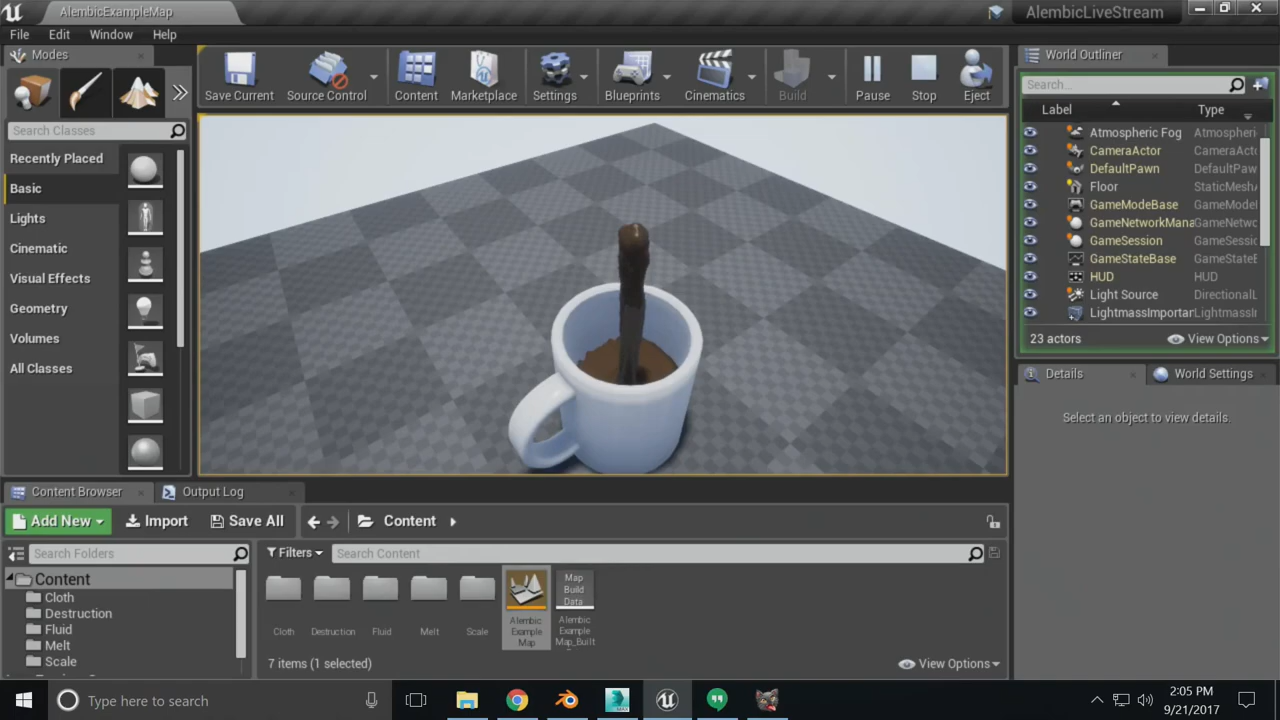 AlembicExampleMap
AlembicLiveStream
File Edit Window Help
Modes
Search Classes
Recently Placed
Basic
Lights
Cinematic
Visual Effects
Geometry
Volumes
All Classes
Save Current
Source Control
Content
Marketplace
Settings
Blueprints
Cinematics
Build
Pause
Stop
Eject
World Outliner
Search...
Label Type
Atmospheric Fog Atmospheri
CameraActor CameraActo
DefaultPawn DefaultPaw
Floor StaticMeshA
GameModeBase GameModel
GameNetworkMana GameNetwo
GameSession GameSessio
GameStateBase GameStateB
HUD HUD
Light Source DirectionalL
LightmassImportan LightmassIm
23 actors View Options
Details World Settings
Select an object to view details.
Content Browser Output Log
Add New Import Save All Content
Search Folders
Content
Cloth
Destruction
Fluid
Melt
Scale
Filters Search Content
Cloth
Destruction
Fluid
Melt
Scale
Alembic
Example
Map
Map
Build
Data
Alembic
Example
Map_Built
7 items (1 selected) View Options
Type here to search
2:05 PM
9/21/2017